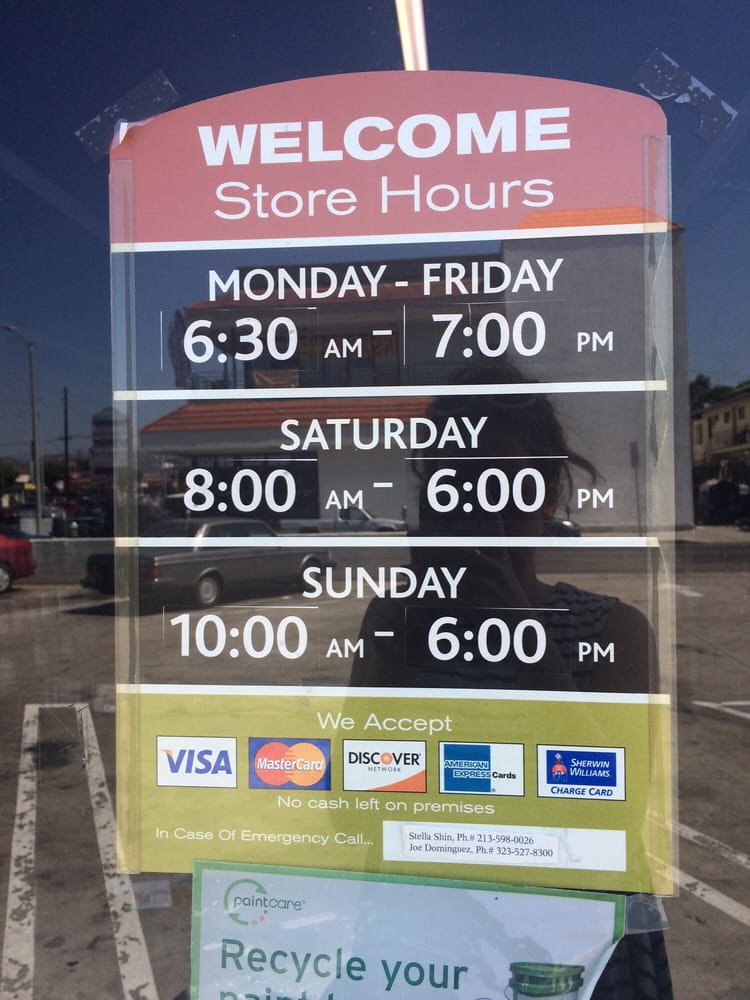 WELCOME
Store Hours
MONDAY - FRIDAY
6:30 AM - 7:00 PM
SATURDAY
8:00 AM - 6:00 PM
SUNDAY
10:00 AM - 6:00 PM
We Accept
VISA MasterCard DISCOVER NETWORK AMERICAN EXPRESS Cards SHERWIN WILLIAMS. CHARGE CARD
No cash left on premises
In Case Of Emergency Call...
Stella Shin, Ph.# 213-598-0026
Joe Dominguez, Ph.# 323-527-8300
paintcare
Recycle your